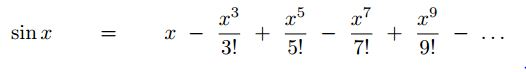 sin x = x − x³/3! + x⁵/5! − x⁷/7! + x⁹/9! − …